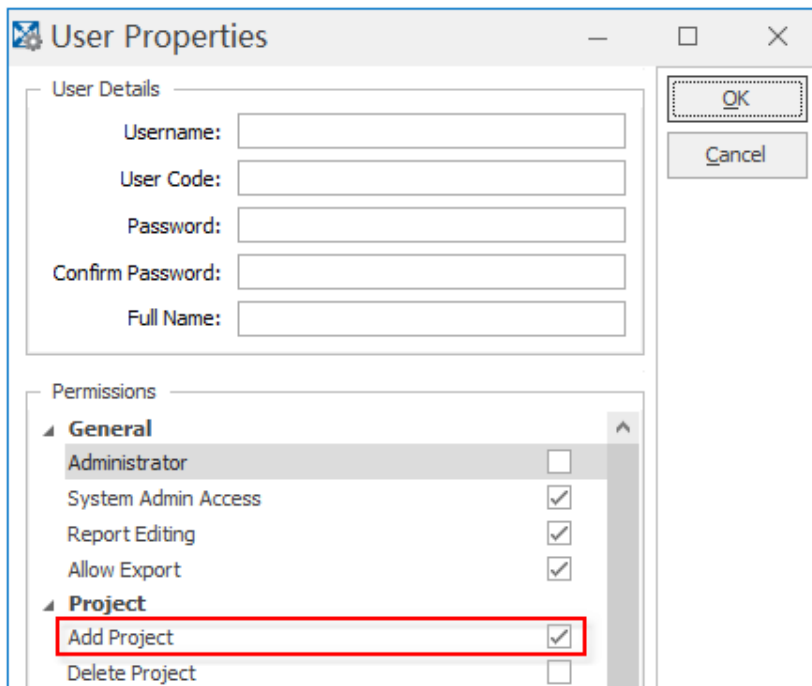 User Properties
User Details
Username:
User Code:
Password:
Confirm Password:
Full Name:
OK
Cancel
Permissions
General
Administrator
System Admin Access
Report Editing
Allow Export
Project
Add Project
Delete Project